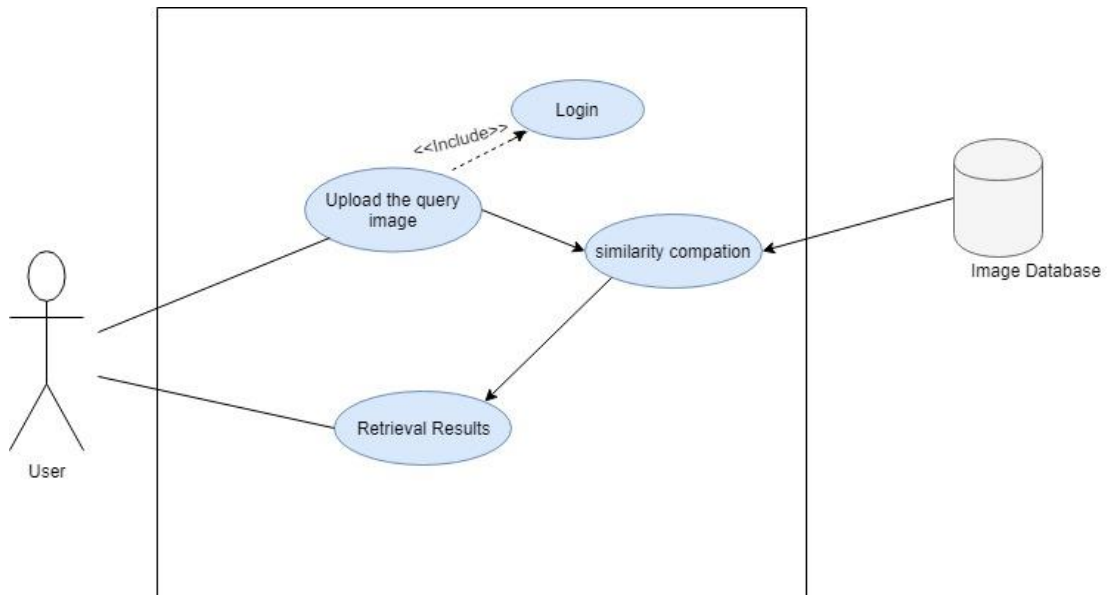 Login
<<Include>>
Upload the query
image
similarity compation
Image Database
Retrieval Results
User